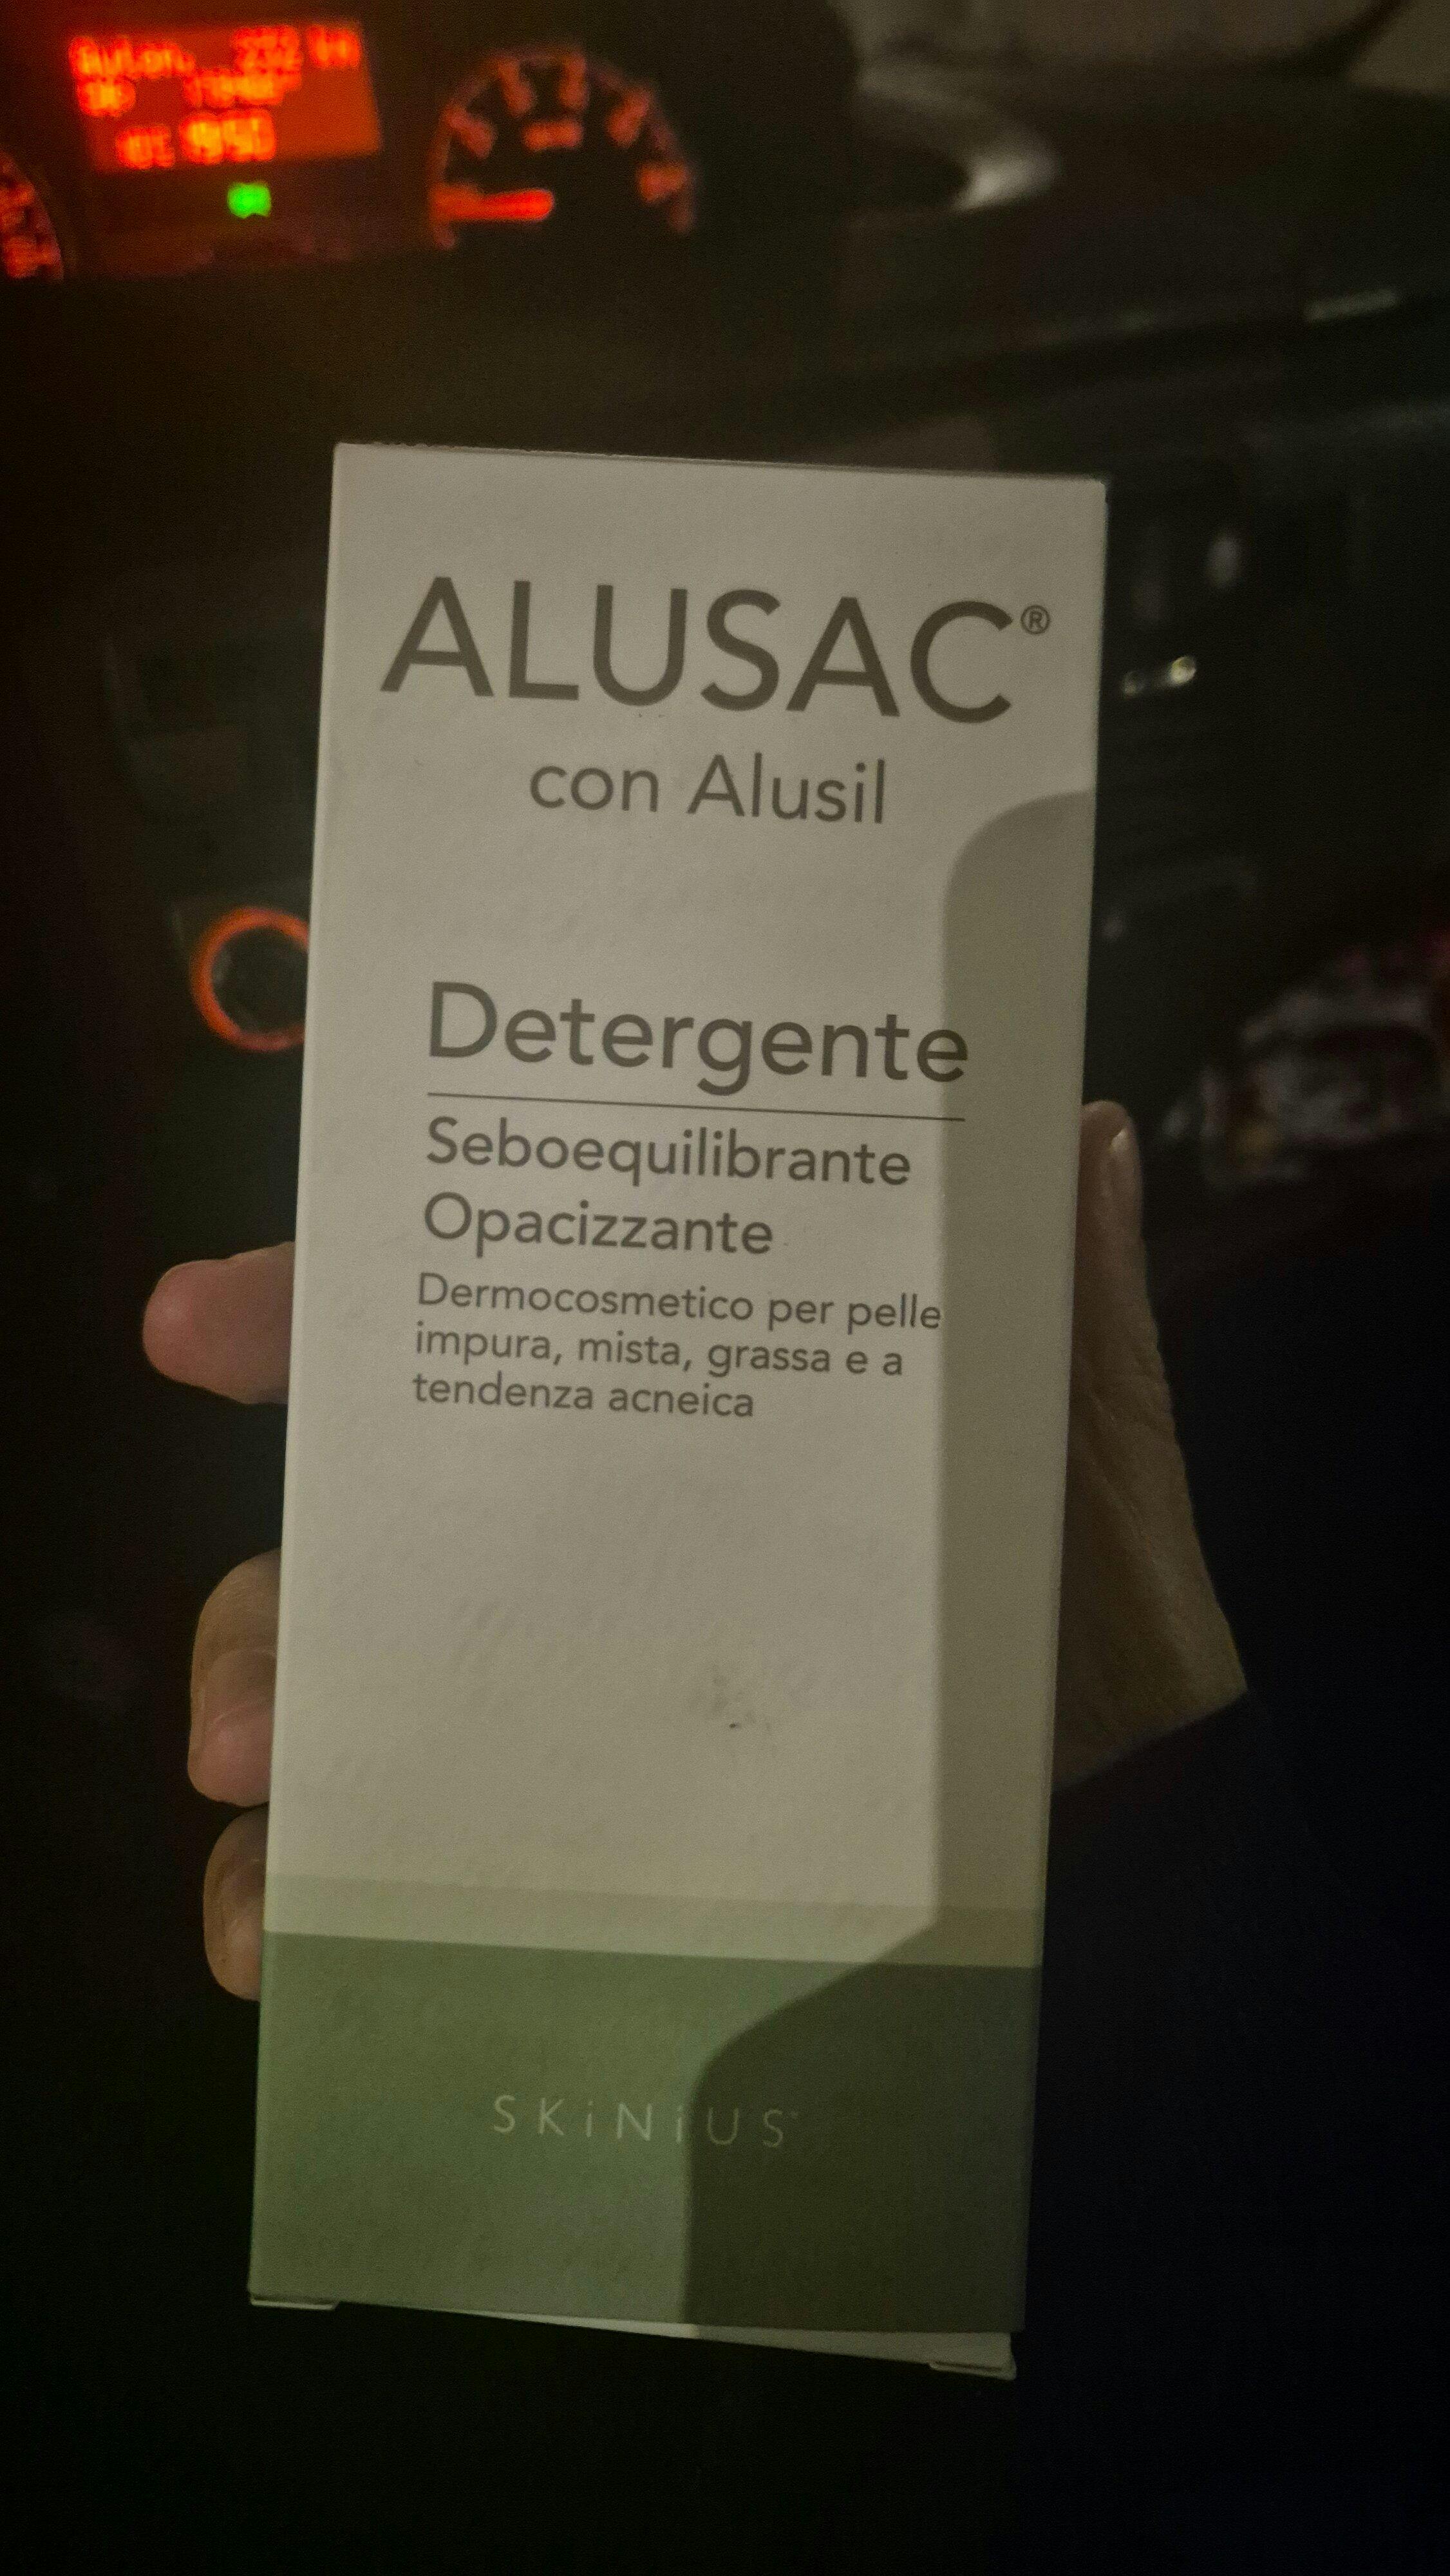 ALUSAC®
con Alusil
Detergente
Seboequilibrante
Opacizzante
Dermocosmetico per pelle
impura, mista, grassa e a
tendenza acneica
SKiNiUS